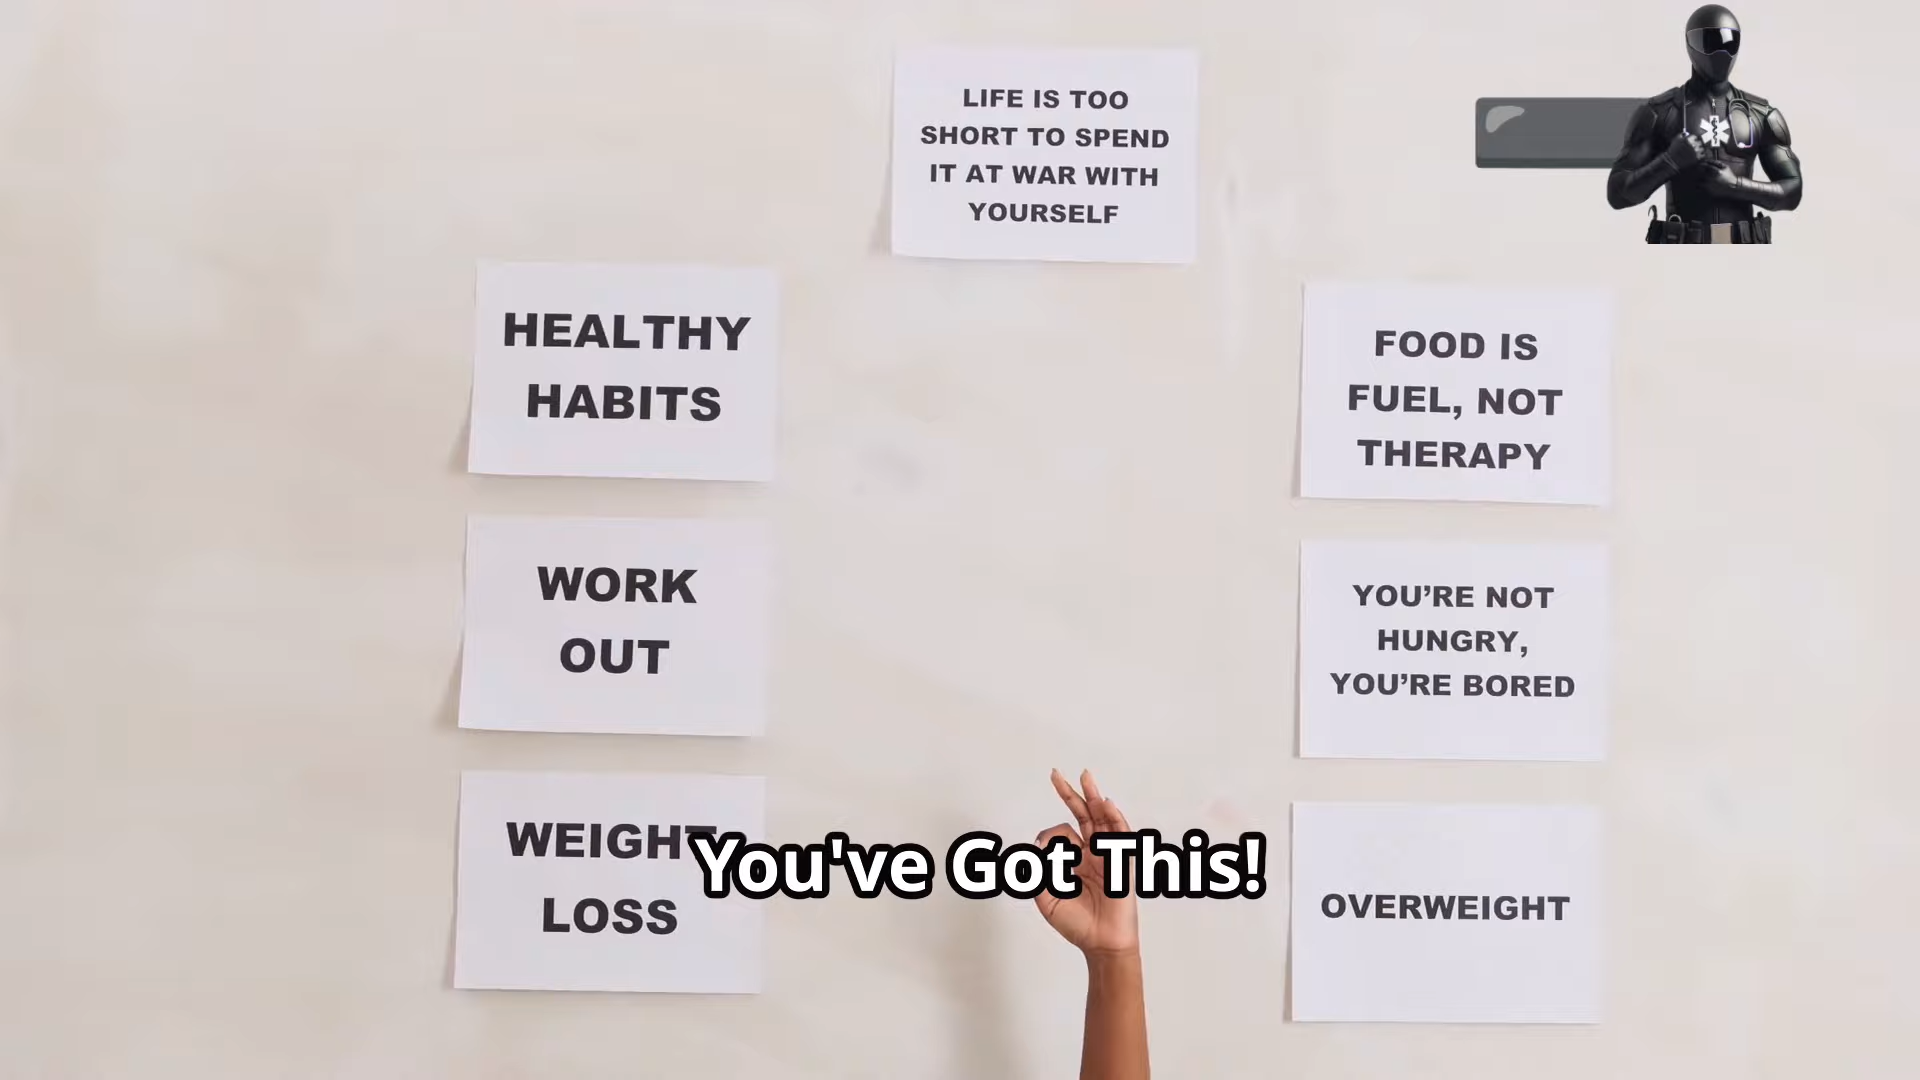 LIFE IS TOO
SHORT TO SPEND
IT AT WAR WITH
YOURSELF
HEALTHY
HABITS
FOOD IS
FUEL, NOT
THERAPY
WORK
OUT
YOU’RE NOT
HUNGRY,
YOU’RE BORED
WEIGHT
LOSS
You've Got This!
OVERWEIGHT